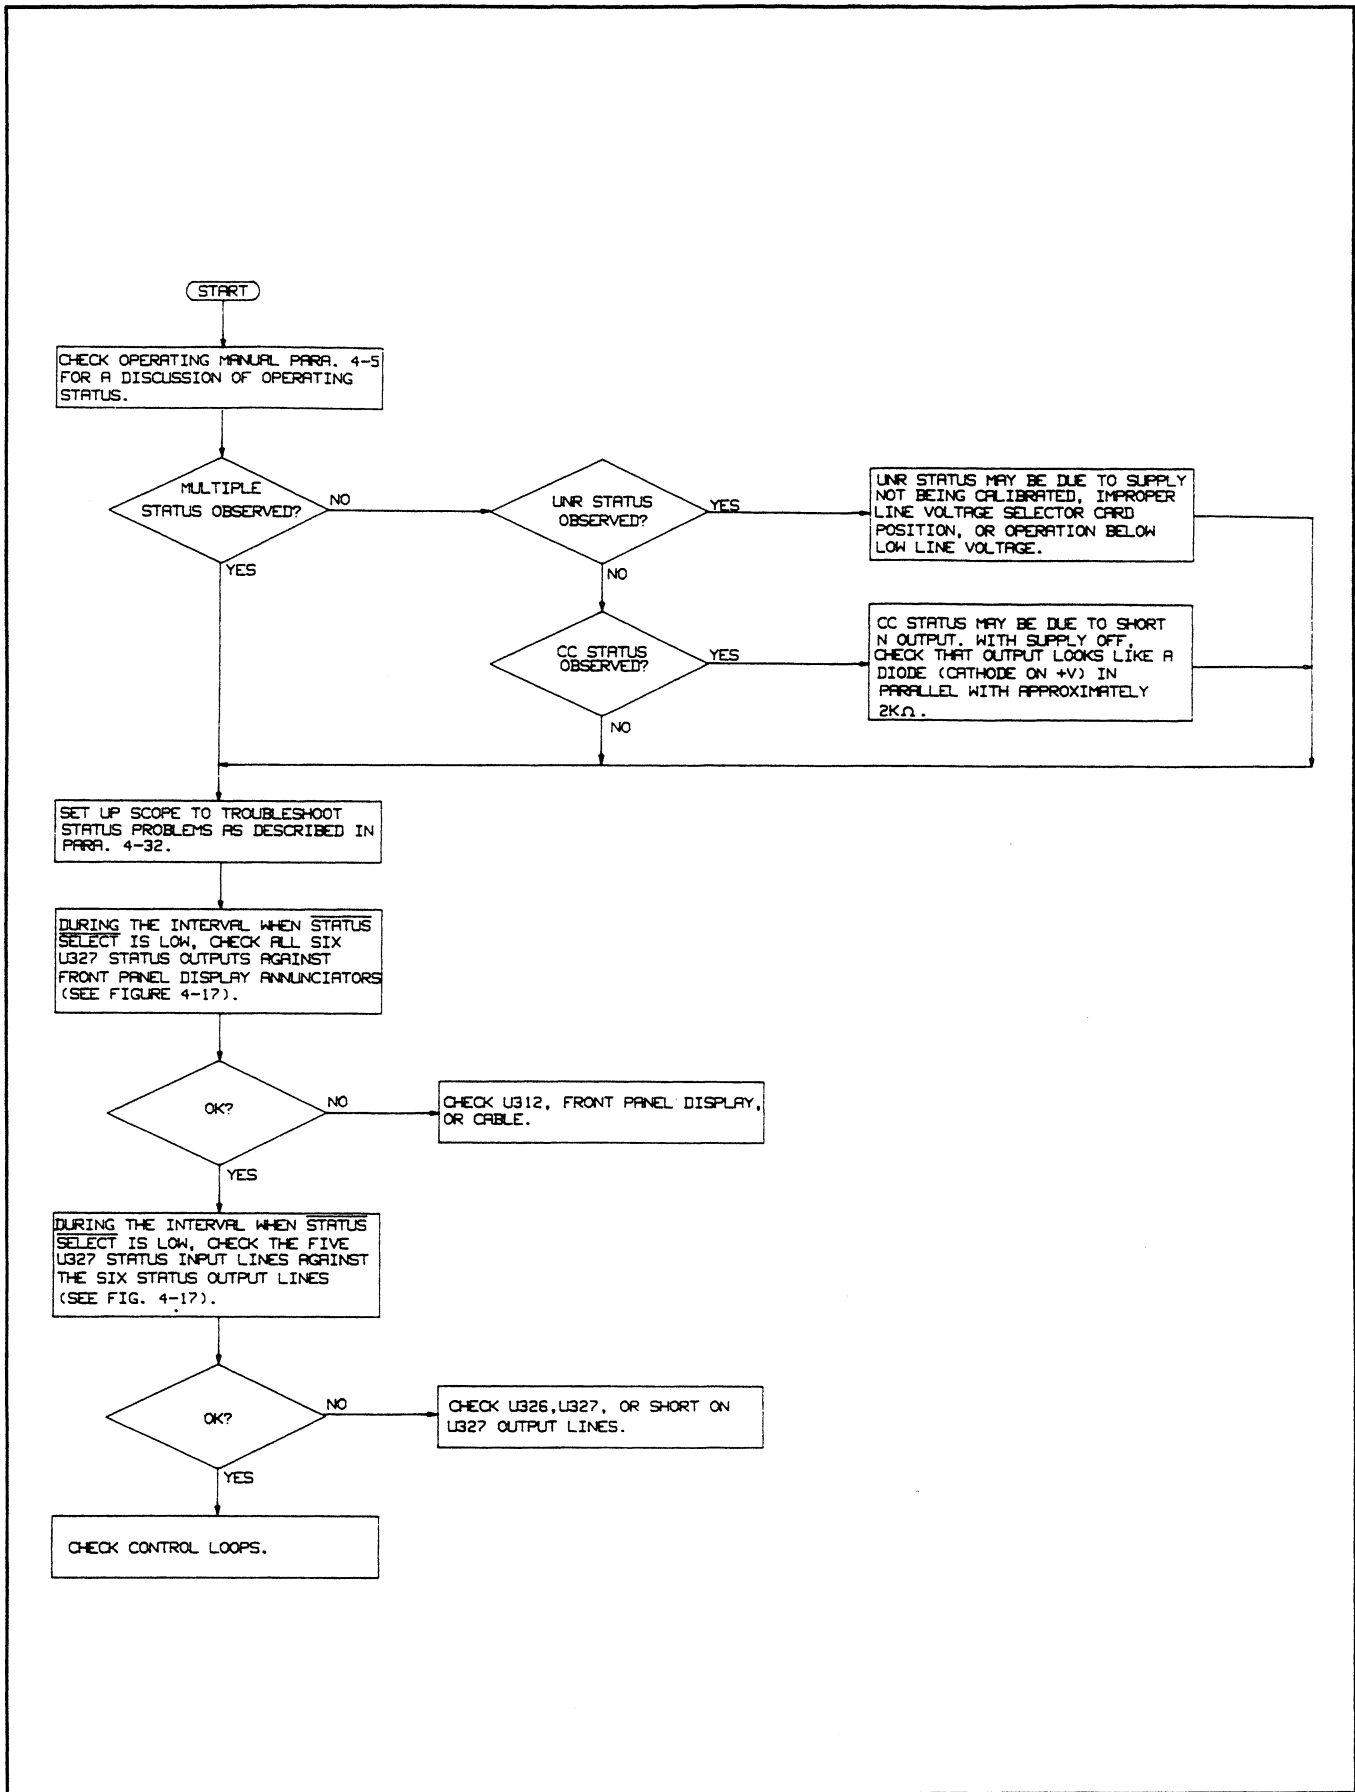 START
CHECK OPERATING MANUAL PARA. 4-5
FOR A DISCUSSION OF OPERATING
STATUS.
MULTIPLE
STATUS OBSERVED?
NO
YES
UNR STATUS
OBSERVED?
YES
NO
UNR STATUS MAY BE DUE TO SUPPLY
NOT BEING CALIBRATED, IMPROPER
LINE VOLTAGE SELECTOR CARD
POSITION, OR OPERATION BELOW
LOW LINE VOLTAGE.
CC STATUS
OBSERVED?
YES
NO
CC STATUS MAY BE DUE TO SHORT
N OUTPUT. WITH SUPPLY OFF,
CHECK THAT OUTPUT LOOKS LIKE A
DIODE (CATHODE ON +V) IN
PARALLEL WITH APPROXIMATELY
2KΩ.
SET UP SCOPE TO TROUBLESHOOT
STATUS PROBLEMS AS DESCRIBED IN
PARA. 4-32.
DURING THE INTERVAL WHEN STATUS
SELECT IS LOW, CHECK ALL SIX
U327 STATUS OUTPUTS AGAINST
FRONT PANEL DISPLAY ANNUNCIATORS
(SEE FIGURE 4-17).
OK?
NO
YES
CHECK U312, FRONT PANEL DISPLAY,
OR CABLE.
DURING THE INTERVAL WHEN STATUS
SELECT IS LOW, CHECK THE FIVE
U327 STATUS INPUT LINES AGAINST
THE SIX STATUS OUTPUT LINES
(SEE FIG. 4-17).
OK?
NO
YES
CHECK U326,U327, OR SHORT ON
U327 OUTPUT LINES.
CHECK CONTROL LOOPS.